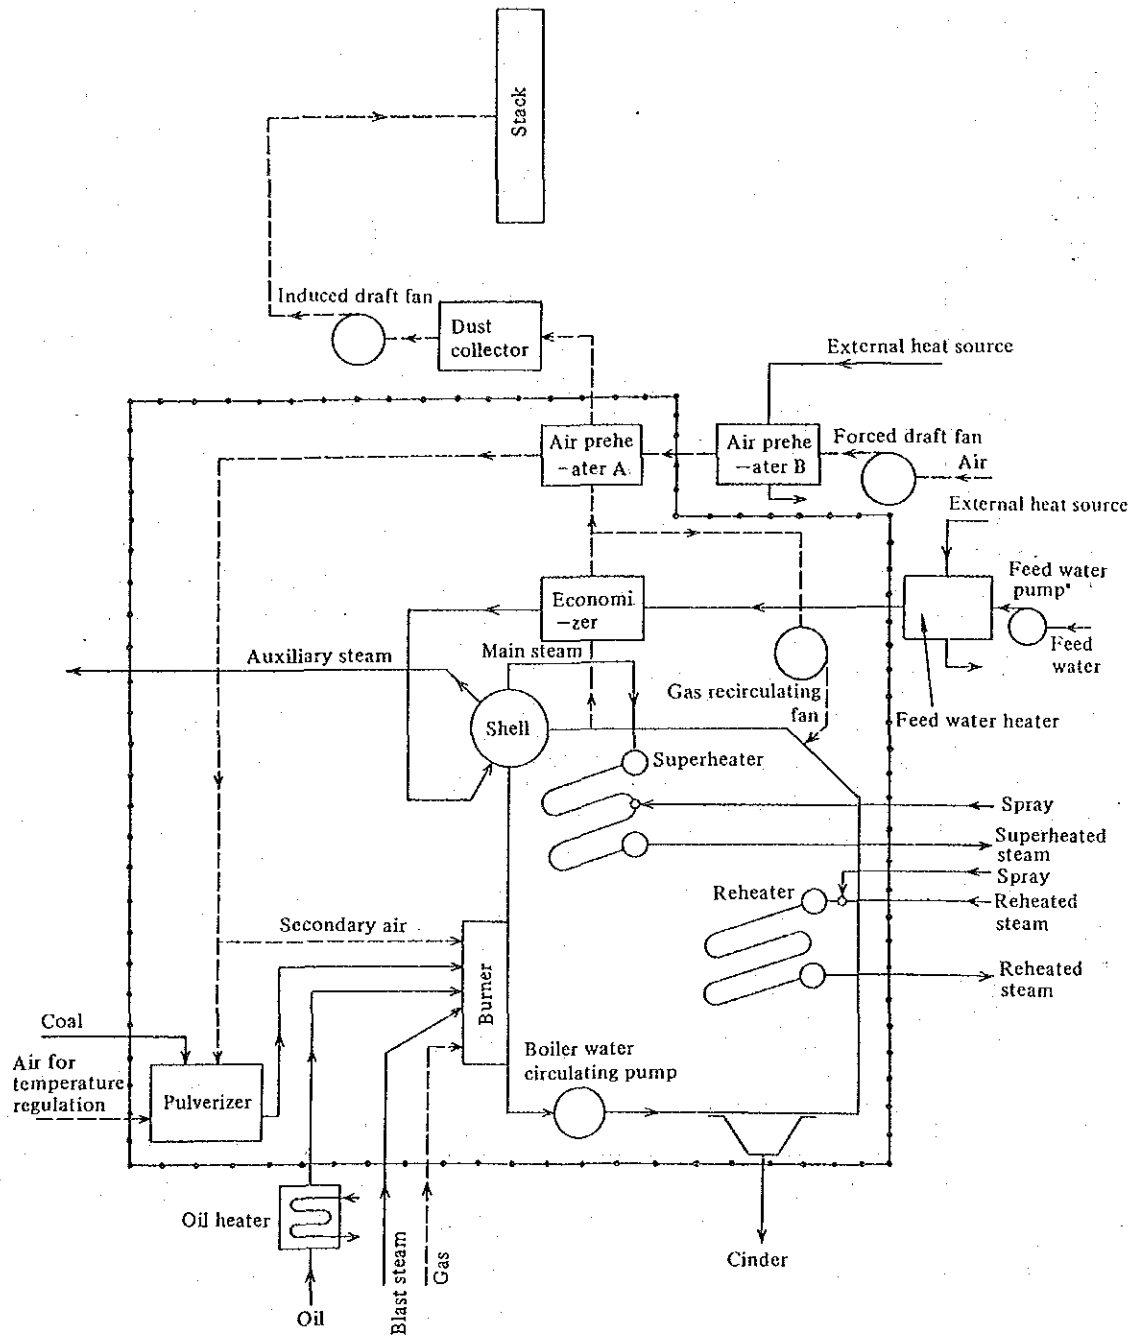 Stack
Induced draft fan
Dust
collector
External heat source
Air prehe
-ater A
Air prehe
-ater B
Forced draft fan
Air
External heat source
Feed water
pump
Feed
water
Economi
-zer
Auxiliary steam
Main steam
Gas recirculating
fan
Feed water heater
Shell
Superheater
Spray
Superheated
steam
Spray
Reheater
Reheated
steam
Secondary air
Reheated
steam
Burner
Coal
Air for
temperature
regulation
Pulverizer
Boiler water
circulating pump
Oil heater
Cinder
Blast steam
Gas
Oil